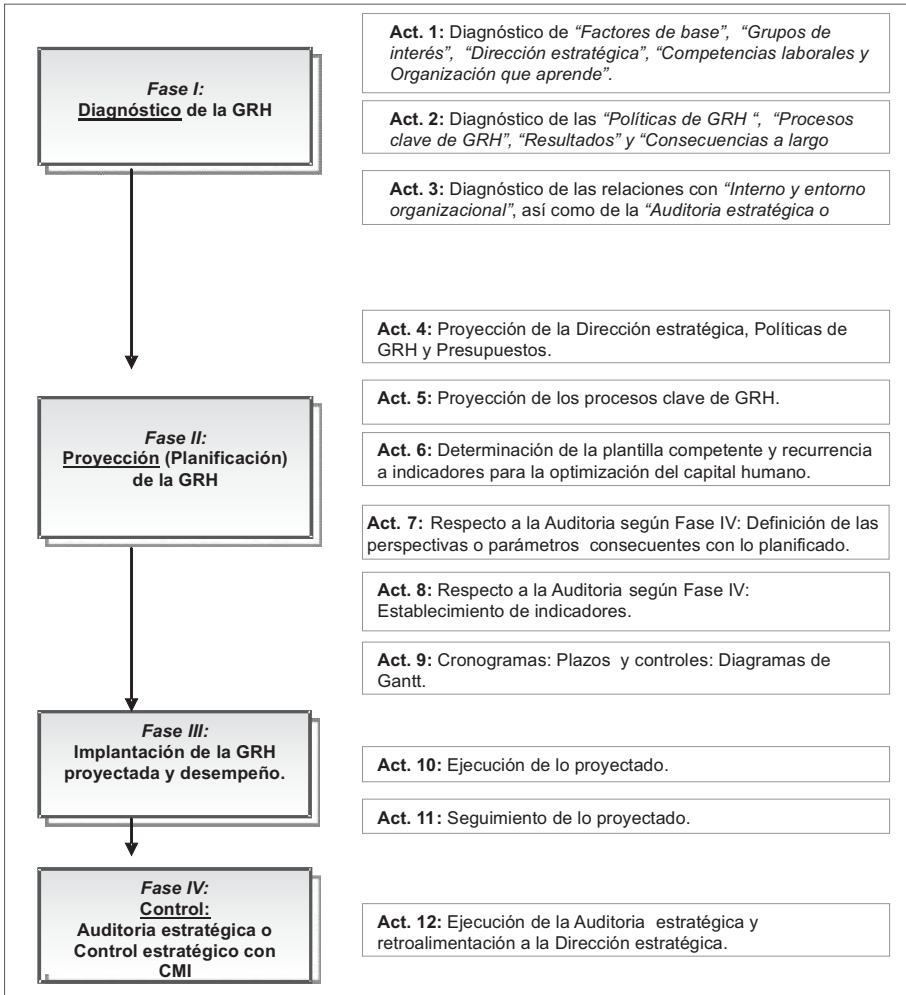 Fase I:
Diagnóstico de la GRH
Act. 1: Diagnóstico de “Factores de base”, “Grupos de
interés”, “Dirección estratégica”, “Competencias laborales y
Organización que aprende”.
Act. 2: Diagnóstico de las “Políticas de GRH “, “Procesos
clave de GRH”, “Resultados” y “Consecuencias a largo
Act. 3: Diagnóstico de las relaciones con “Interno y entorno
organizacional”, así como de la “Auditoria estratégica o
Fase II:
Proyección (Planificación)
de la GRH
Act. 4: Proyección de la Dirección estratégica, Políticas de
GRH y Presupuestos.
Act. 5: Proyección de los procesos clave de GRH.
Act. 6: Determinación de la plantilla competente y recurrencia
a indicadores para la optimización del capital humano.
Act. 7: Respecto a la Auditoria según Fase IV: Definición de las
perspectivas o parámetros consecuentes con lo planificado.
Act. 8: Respecto a la Auditoria según Fase IV:
Establecimiento de indicadores.
Act. 9: Cronogramas: Plazos y controles: Diagramas de
Gantt.
Fase III:
Implantación de la GRH
proyectada y desempeño.
Act. 10: Ejecución de lo proyectado.
Act. 11: Seguimiento de lo proyectado.
Fase IV:
Control:
Auditoria estratégica o
Control estratégico con
CMI
Act. 12: Ejecución de la Auditoria estratégica y
retroalimentación a la Dirección estratégica.